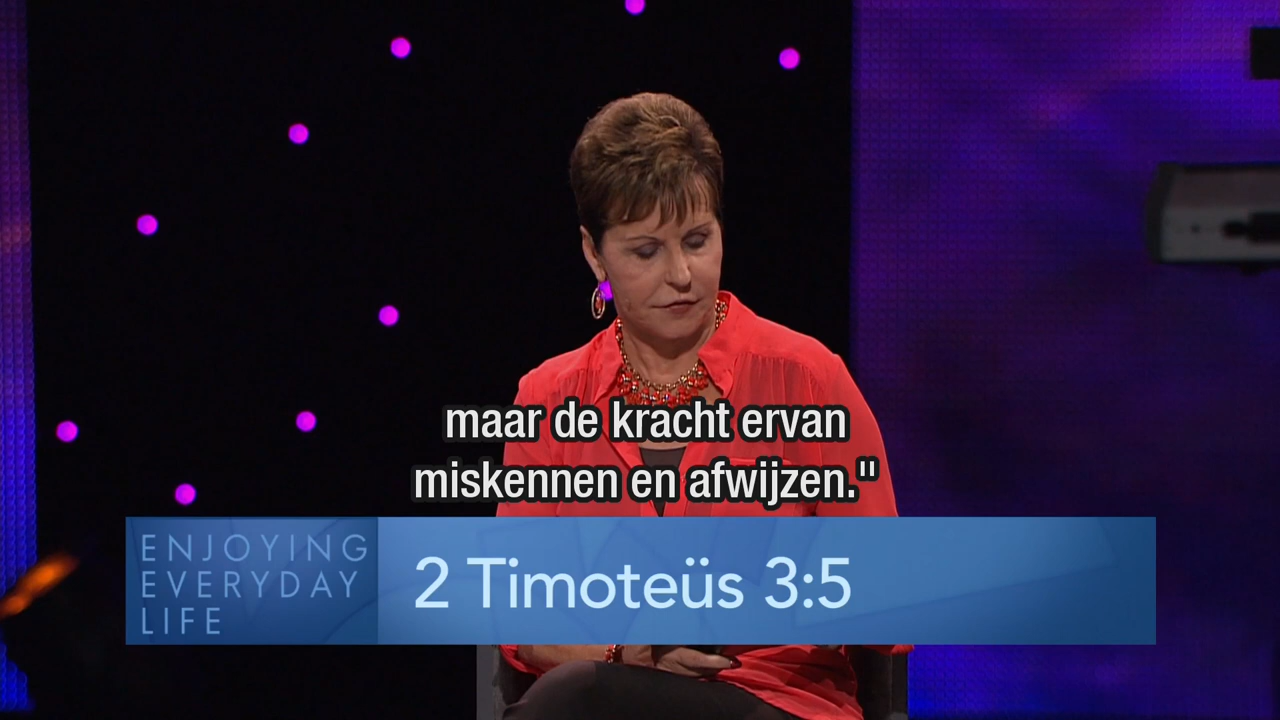 maar de kracht ervan
miskennen en afwijzen."
ENJOYING
EVERYDAY
LIFE
2 Timoteüs 3:5